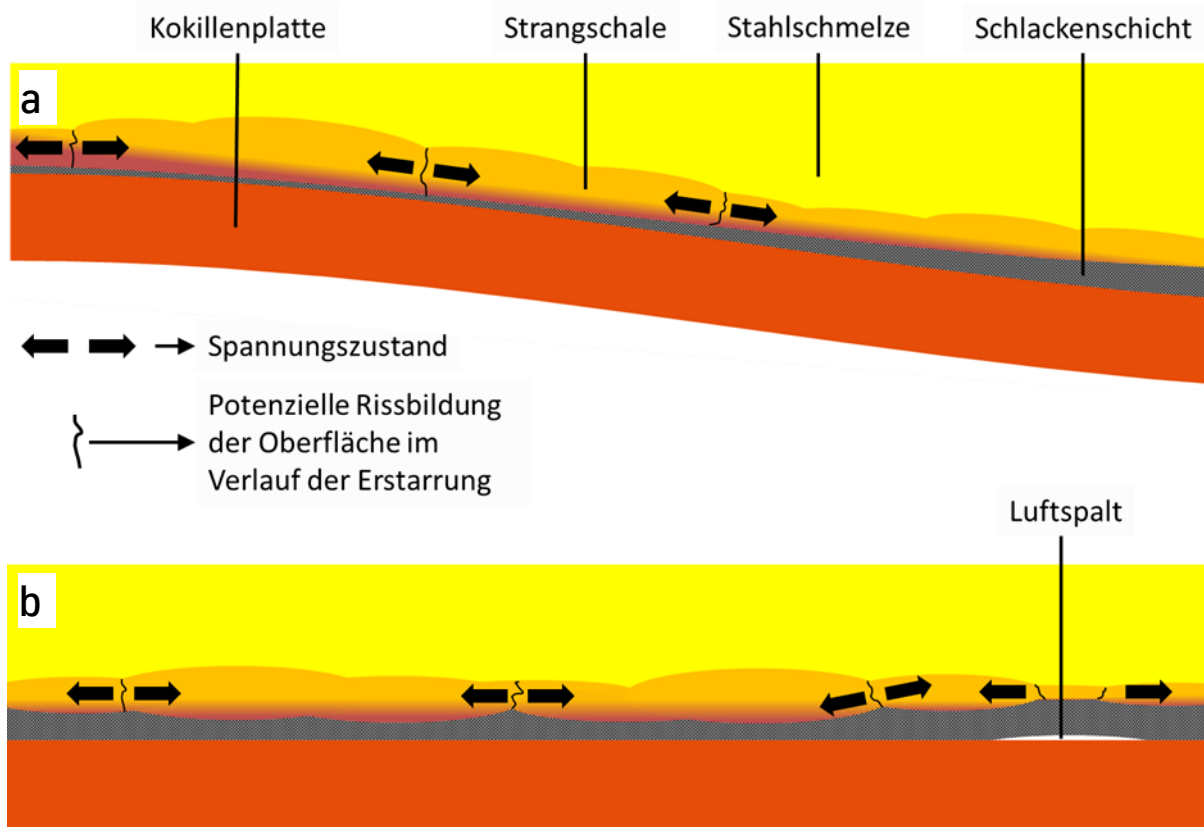 Kokillenplatte
Strangschale
Stahlschmelze
Schlackenschicht
a
Spannungszustand
Potenzielle Rissbildung
der Oberfläche im
Verlauf der Erstarrung
Luftspalt
b